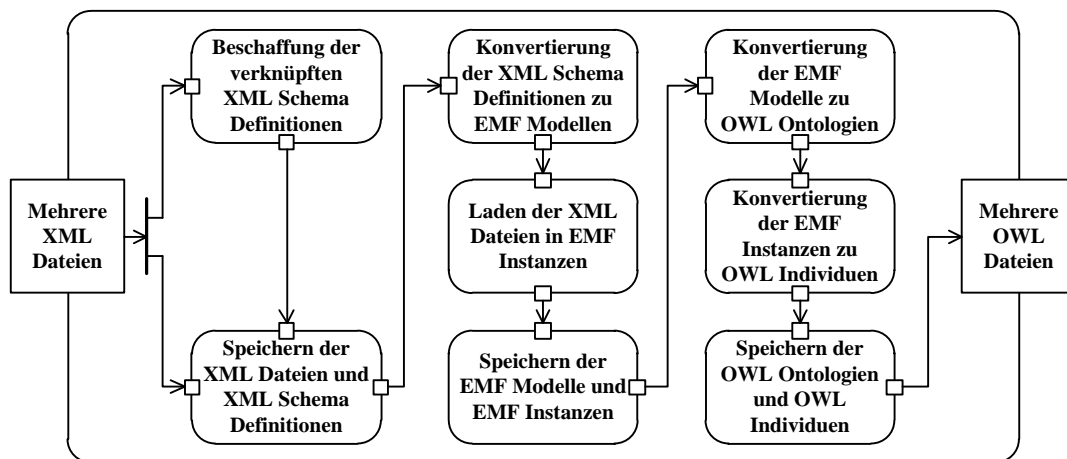 Mehrere
XML
Dateien
Beschaffung der
verknüpften
XML Schema
Definitionen
Speichern der
XML Dateien und
XML Schema
Definitionen
Konvertierung
der XML Schema
Definitionen zu
EMF Modellen
Laden der XML
Dateien in EMF
Instanzen
Speichern der
EMF Modelle und
EMF Instanzen
Konvertierung
der EMF
Modelle zu
OWL Ontologien
Konvertierung
der EMF
Instanzen zu
OWL Individuen
Speichern der
OWL Ontologien
und OWL
Individuen
Mehrere
OWL
Dateien